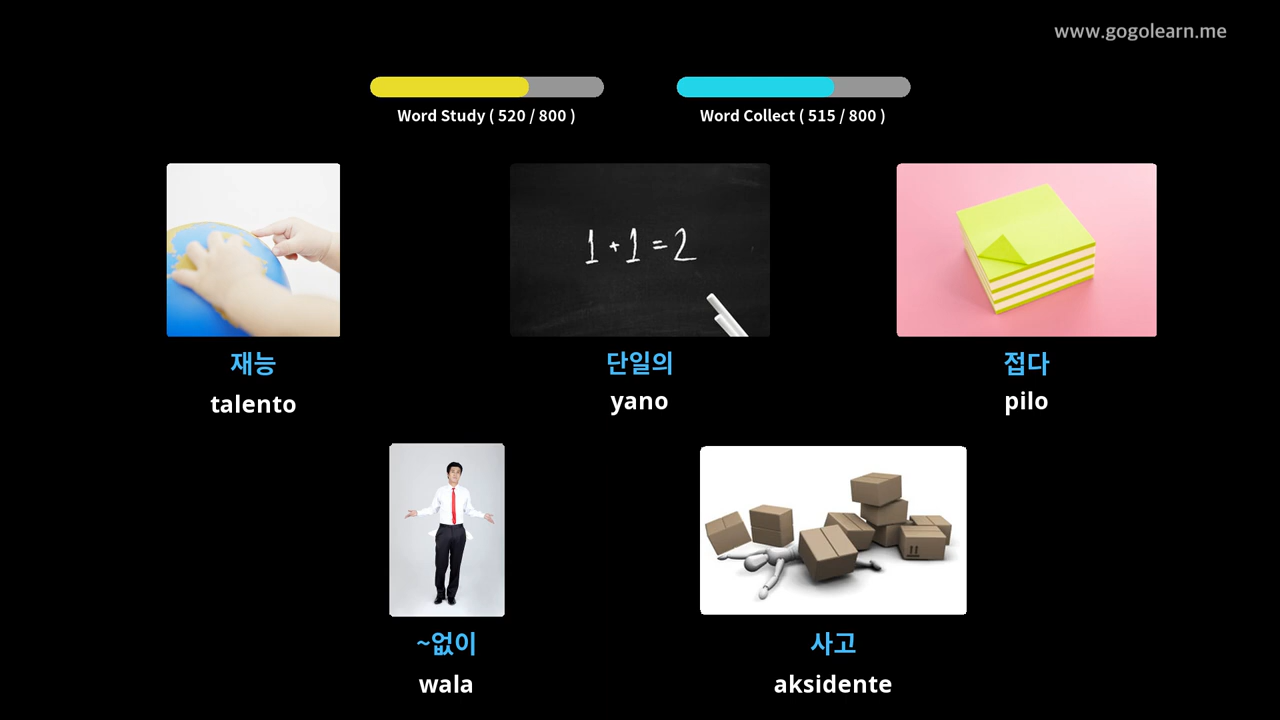 www.gogolearn.me
Word Study ( 520 / 800 )
Word Collect ( 515 / 800 )
1 + 1 = 2
재능
단일의
접다
talento
yano
pilo
~없이
사고
wala
aksidente